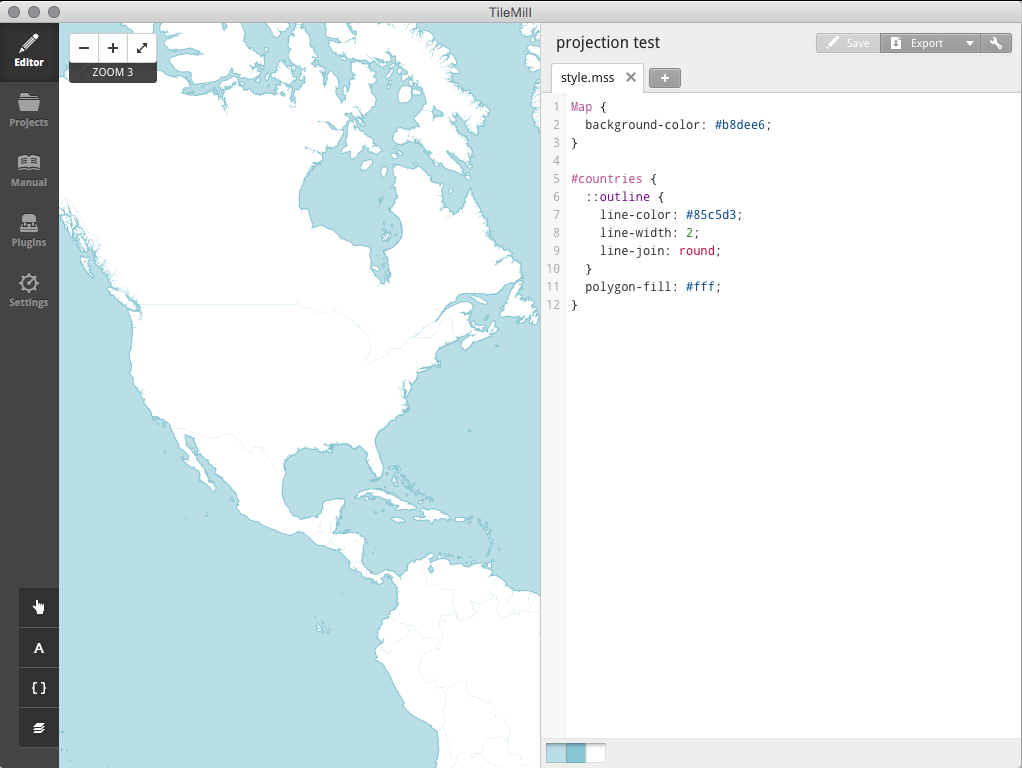 TileMill
Editor
Projects
Manual
Plugins
Settings
ZOOM 3
A
{ }
projection test
Save
Export
style.mss
1 Map {
2   background-color: #b8dee6;
3 }
4
5 #countries {
6   ::outline {
7     line-color: #85c5d3;
8     line-width: 2;
9     line-join: round;
10   }
11   polygon-fill: #fff;
12 }